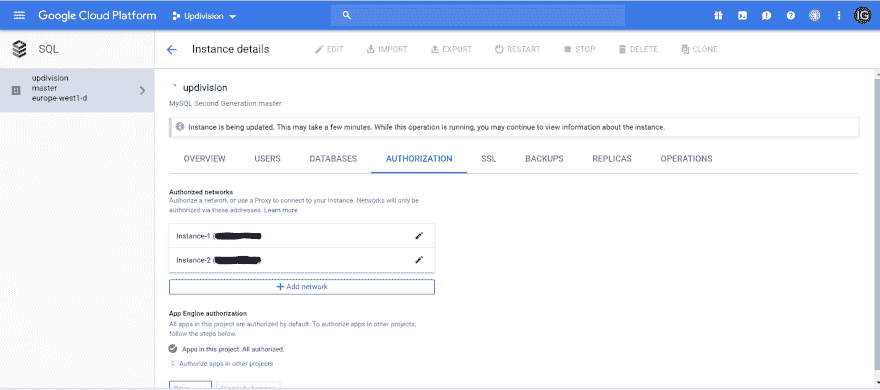 Google Cloud Platform
Updivision
IG
SQL
Instance details
EDIT
IMPORT
EXPORT
RESTART
STOP
DELETE
CLONE
updivision
master
europe-west1-d
updivision
MySQL Second Generation master
Instance is being updated. This may take a few minutes. While this operation is running, you may continue to view information about the instance.
OVERVIEW
USERS
DATABASES
AUTHORIZATION
SSL
BACKUPS
REPLICAS
OPERATIONS
Authorized networks
Authorize a network or use a Proxy to connect to your instance. Networks will only be
authorized via these addresses. Learn more
Instance-1 (
Instance-2 (
+ Add network
App Engine authorization
All apps in this project are authorized by default. To authorize apps in other projects,
follow the steps below.
Apps in this project: All authorized.
Authorize apps in other projects